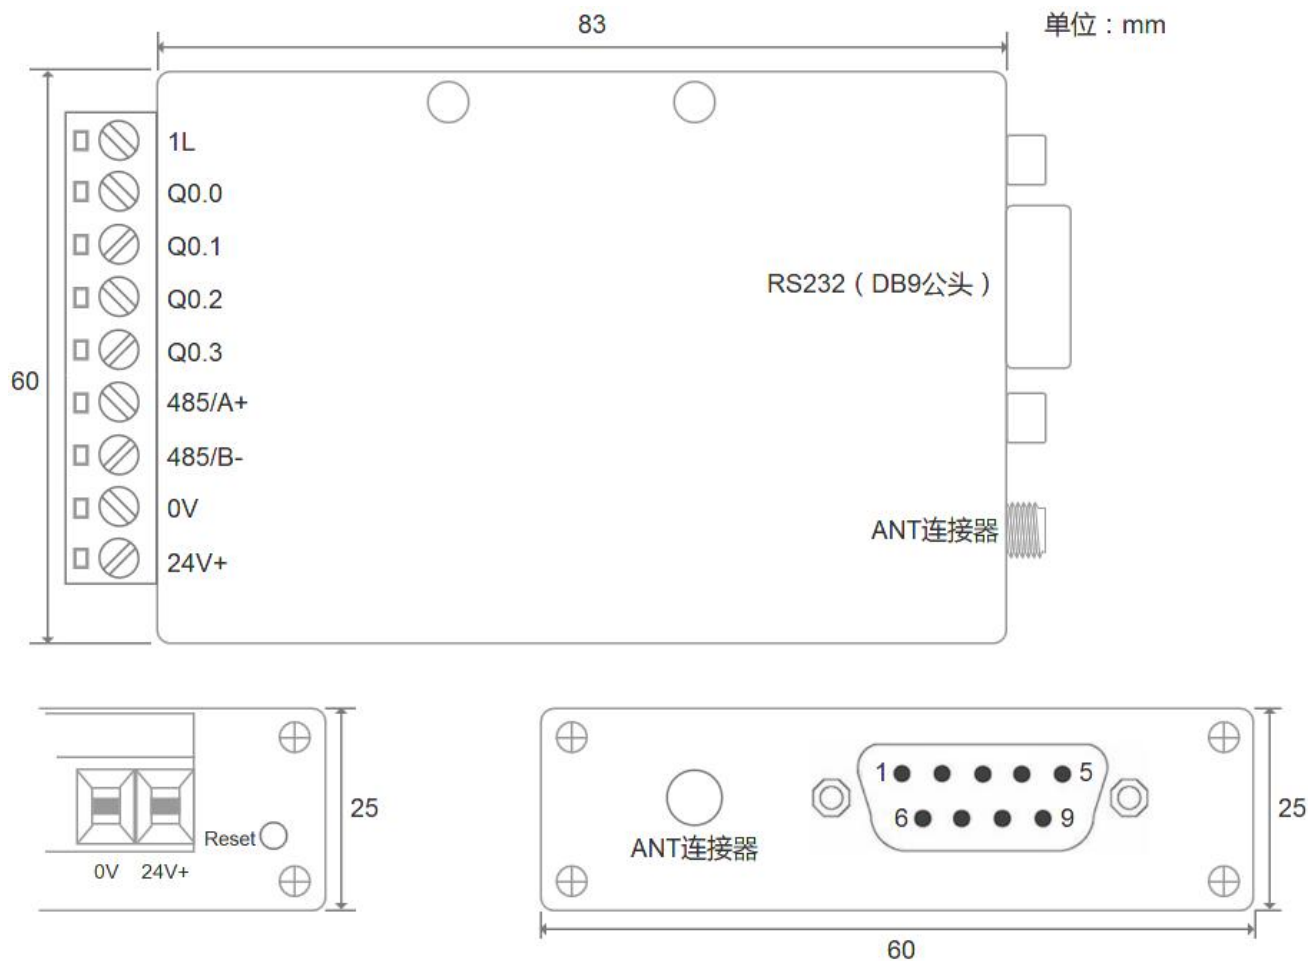 83
单位：mm
1L
Q0.0
Q0.1
Q0.2
RS232（DB9公头）
Q0.3
60
485/A+
485/B-
0V
ANT连接器
24V+
1 5
6 9
25
25
Reset
ANT连接器
0V 24V+
60